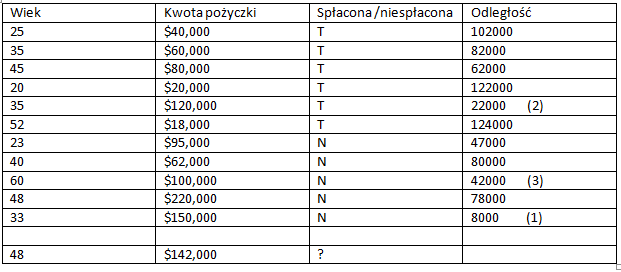 Wiek Kwota pożyczki Spłacona/niespłacona Odległość
25 $40,000 T 102000
35 $60,000 T 82000
45 $80,000 T 62000
20 $20,000 T 122000
35 $120,000 T 22000 (2)
52 $18,000 T 124000
23 $95,000 N 47000
40 $62,000 N 80000
60 $100,000 N 42000 (3)
48 $220,000 N 78000
33 $150,000 N 8000 (1)
48 $142,000 ?